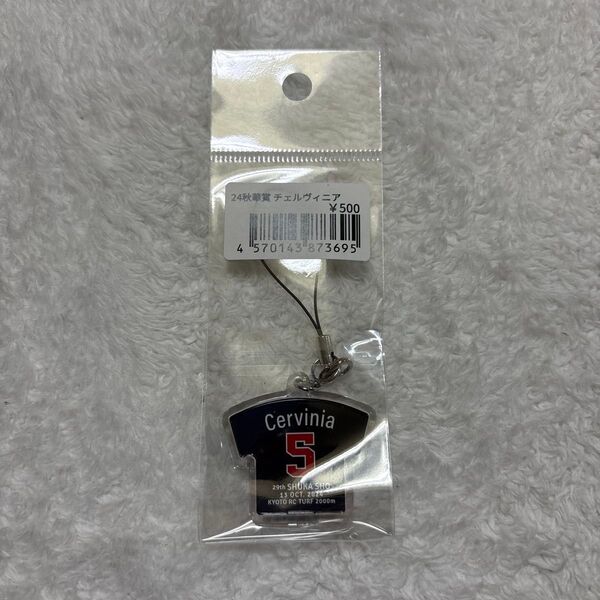 24秋華賞 チェルヴィニア
¥500
4 570143 873695
Cervinia
5
29th SHUKA SHO
13 OCT. 2024
KYOTO RC TURF 2000m